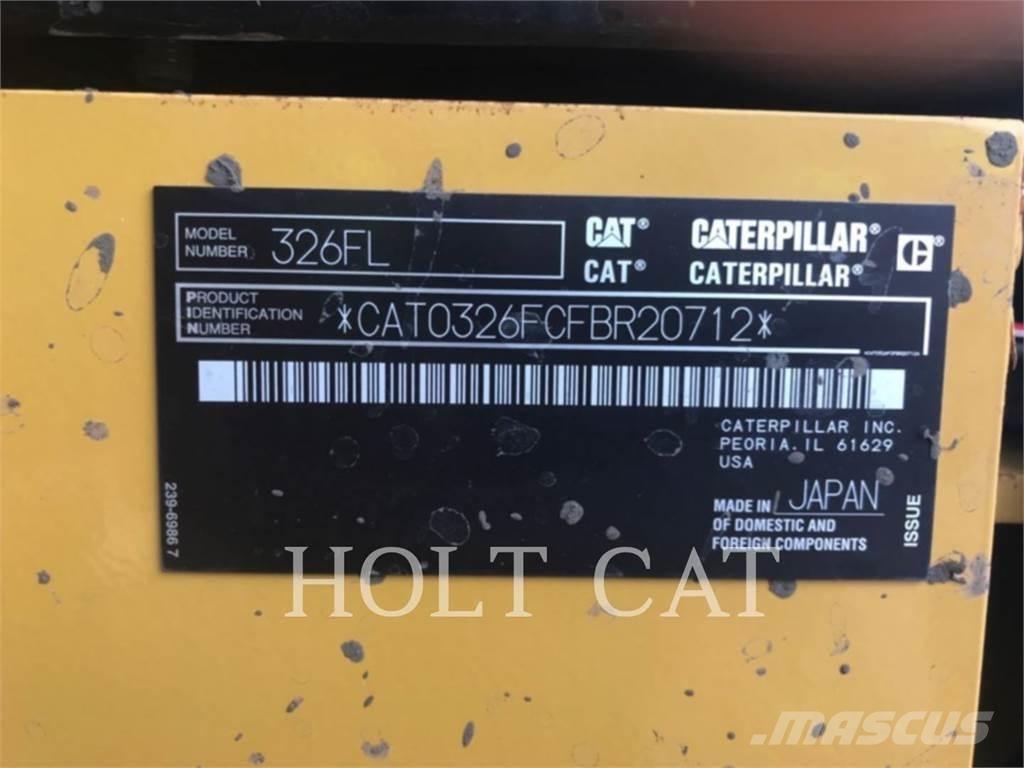 MODEL NUMBER 326FL
CAT® CATERPILLAR®
CAT® CATERPILLAR®
PRODUCT IDENTIFICATION NUMBER *CAT0326FCFBR20712*
PIN
CATERPILLAR INC.
PEORIA, IL 61629
USA
MADE IN JAPAN
OF DOMESTIC AND
FOREIGN COMPONENTS
ISSUE
239-6986 7
HOLT CAT
MASCUS